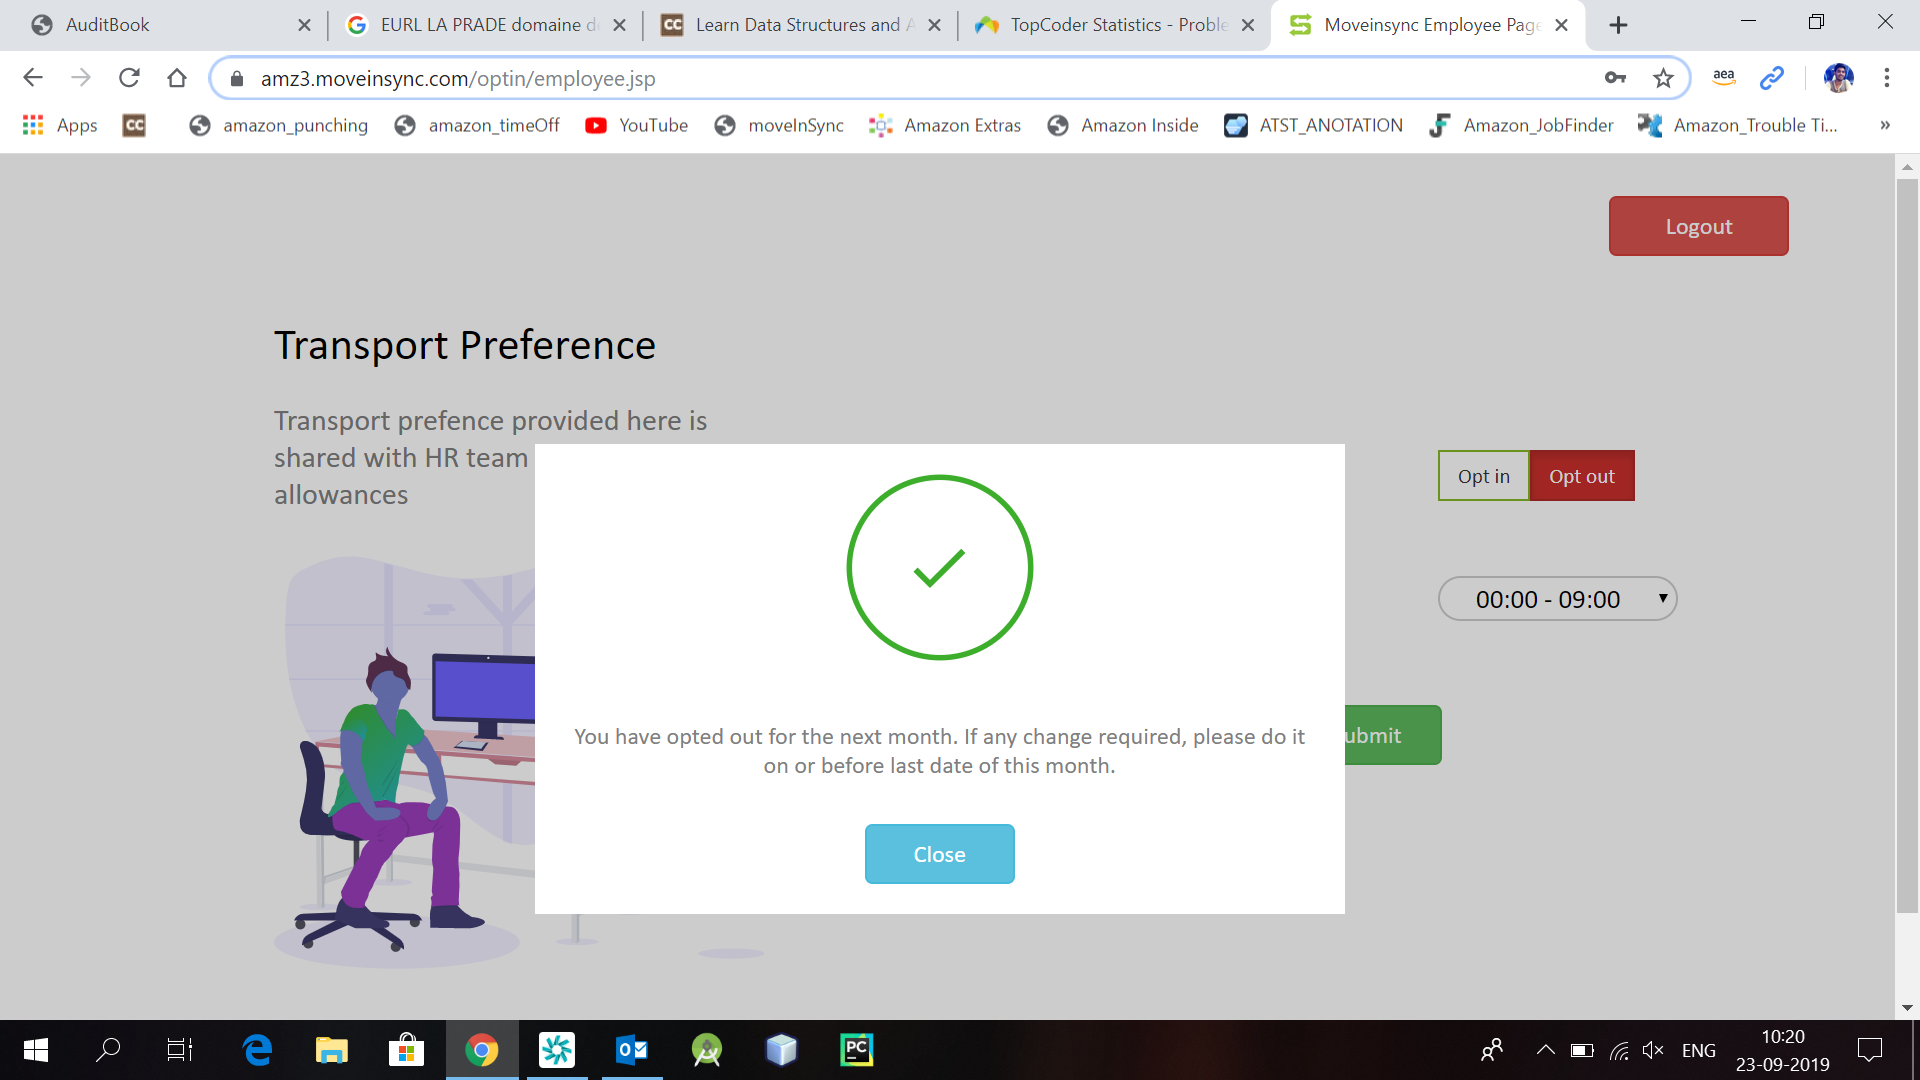 AuditBook
EURL LA PRADE domaine d
Learn Data Structures and A
TopCoder Statistics - Proble
Moveinsync Employee Page
amz3.moveinsync.com/optin/employee.jsp
aea
Apps
CC
amazon_punching
amazon_timeOff
YouTube
moveInSync
Amazon Extras
Amazon Inside
ATST_ANOTATION
Amazon_JobFinder
Amazon_Trouble Ti...
»
Logout
Transport Preference
Transport prefence provided here is
shared with HR team
allowances
Opt in
Opt out
00:00 - 09:00
ubmit
You have opted out for the next month. If any change required, please do it
on or before last date of this month.
Close
ENG
10:20
23-09-2019